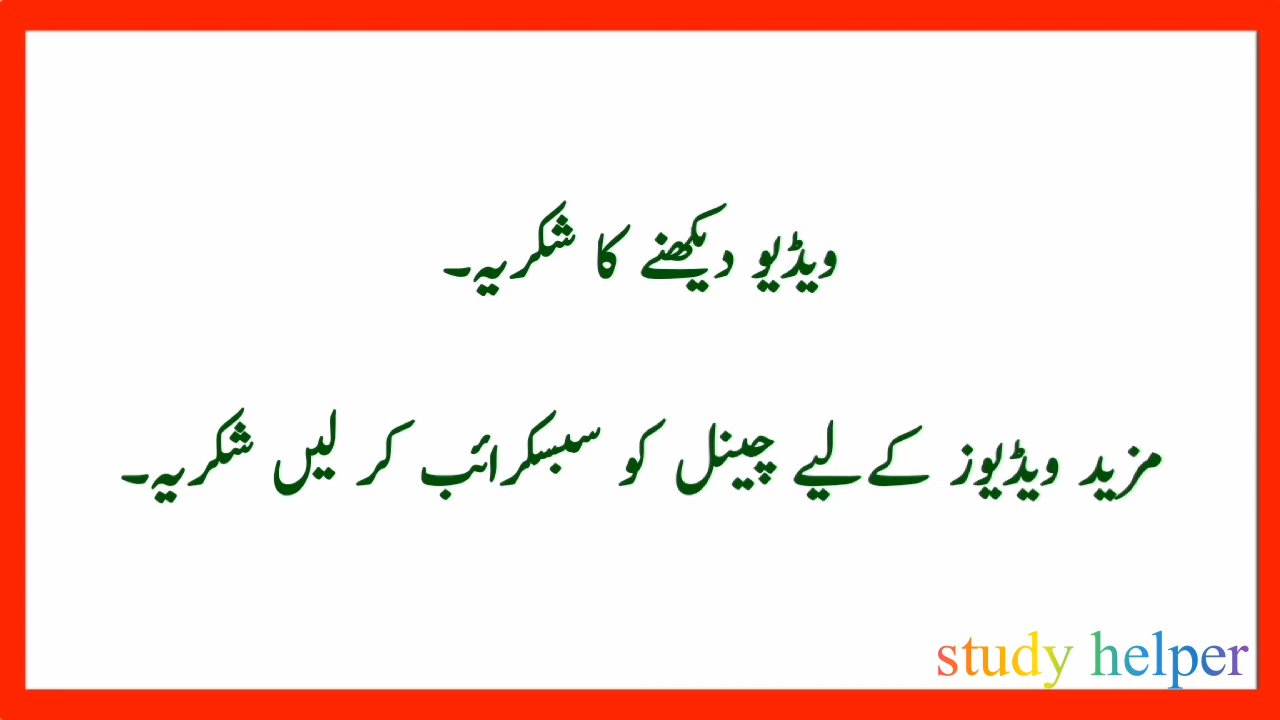 ویڈیو دیکھنے کا شکریہ۔
مزید ویڈیوز کے لیے چینل کو سبسکرائب کر لیں شکریہ۔
study helper